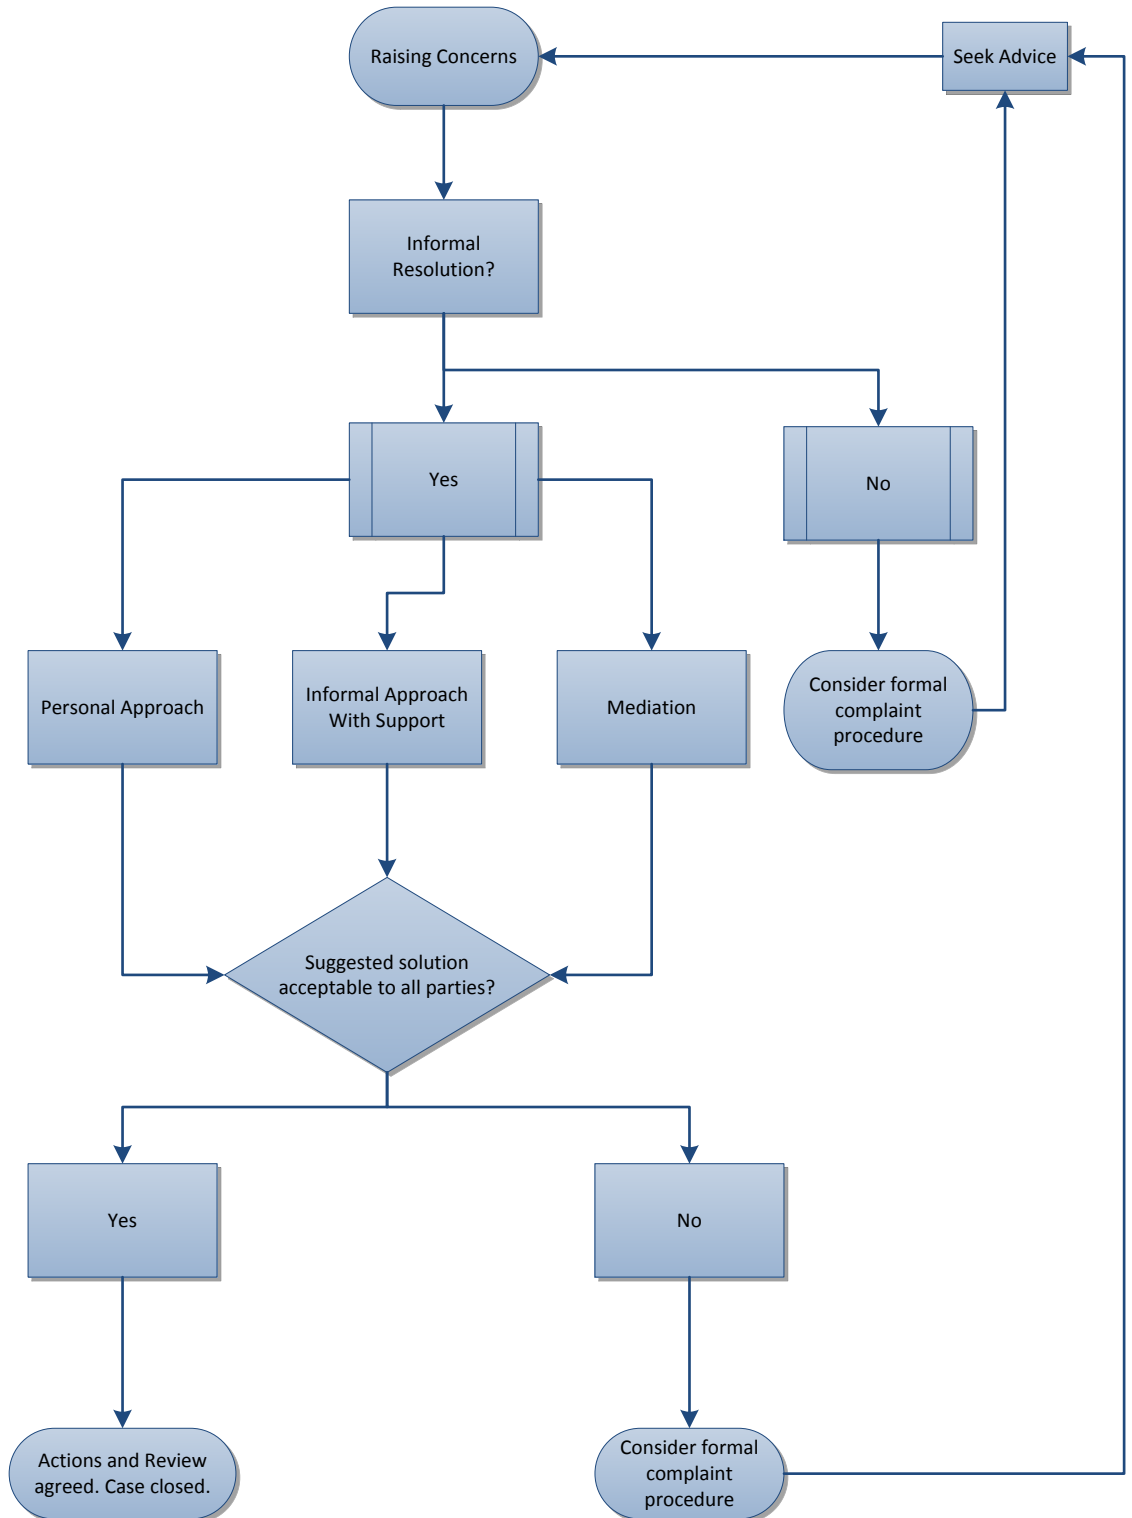 Raising Concerns
Seek Advice
Informal
Resolution?
Yes
No
Personal Approach
Informal Approach
With Support
Mediation
Consider formal
complaint
procedure
Suggested solution
acceptable to all parties?
Yes
No
Actions and Review
agreed. Case closed.
Consider formal
complaint
procedure